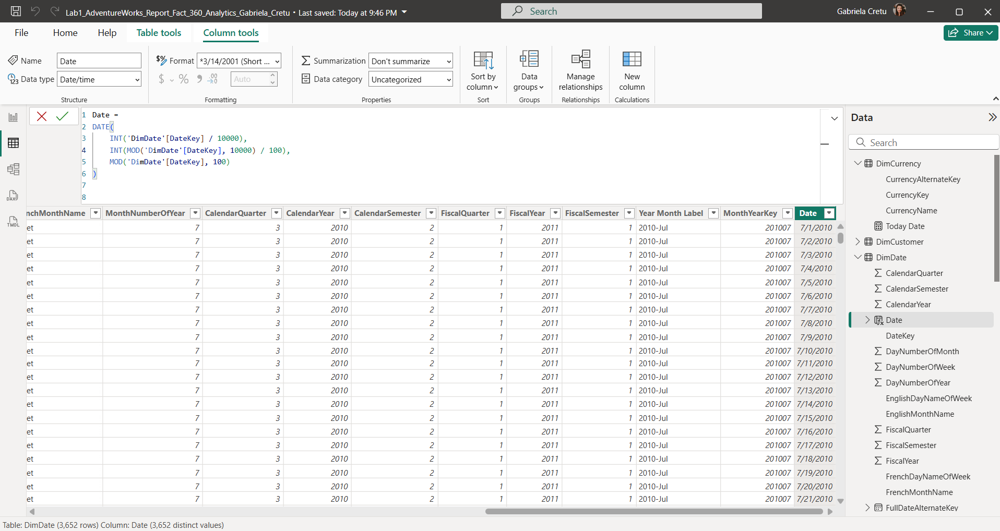 Lab1_AdventureWorks_Report_Fact_360_Analytics_Gabriela_Cretu • Last saved: Today at 9:46 PM
Search
Gabriela Cretu
File Home Help Table tools Column tools
Share
Name Date
Data type Date/time
Structure
Format *3/14/2001 (Short ...
$ % Auto
Formatting
Summarization Don't summarize
Data category Uncategorized
Properties
Sort by column
Sort
Data groups
Groups
Manage relationships
Relationships
New column
Calculations
1 Date =
2 DATE(
3 INT('DimDate'[DateKey] / 10000),
4 INT(MOD('DimDate'[DateKey], 10000) / 100),
5 MOD('DimDate'[DateKey], 100)
6 )
7
8
DAX
TMDL
nchMonthName MonthNumberOfYear CalendarQuarter CalendarYear CalendarSemester FiscalQuarter FiscalYear FiscalSemester Year Month Label MonthYearKey Date
et 7 3 2010 2 1 2011 1 2010-Jul 201007 7/1/2010
et 7 3 2010 2 1 2011 1 2010-Jul 201007 7/2/2010
et 7 3 2010 2 1 2011 1 2010-Jul 201007 7/3/2010
et 7 3 2010 2 1 2011 1 2010-Jul 201007 7/4/2010
et 7 3 2010 2 1 2011 1 2010-Jul 201007 7/5/2010
et 7 3 2010 2 1 2011 1 2010-Jul 201007 7/6/2010
et 7 3 2010 2 1 2011 1 2010-Jul 201007 7/7/2010
et 7 3 2010 2 1 2011 1 2010-Jul 201007 7/8/2010
et 7 3 2010 2 1 2011 1 2010-Jul 201007 7/9/2010
et 7 3 2010 2 1 2011 1 2010-Jul 201007 7/10/2010
et 7 3 2010 2 1 2011 1 2010-Jul 201007 7/11/2010
et 7 3 2010 2 1 2011 1 2010-Jul 201007 7/12/2010
et 7 3 2010 2 1 2011 1 2010-Jul 201007 7/13/2010
et 7 3 2010 2 1 2011 1 2010-Jul 201007 7/14/2010
et 7 3 2010 2 1 2011 1 2010-Jul 201007 7/15/2010
et 7 3 2010 2 1 2011 1 2010-Jul 201007 7/16/2010
et 7 3 2010 2 1 2011 1 2010-Jul 201007 7/17/2010
et 7 3 2010 2 1 2011 1 2010-Jul 201007 7/18/2010
et 7 3 2010 2 1 2011 1 2010-Jul 201007 7/19/2010
et 7 3 2010 2 1 2011 1 2010-Jul 201007 7/20/2010
et 7 3 2010 2 1 2011 1 2010-Jul 201007 7/21/2010
Data
Search
DimCurrency
CurrencyAlternateKey
CurrencyKey
CurrencyName
Today Date
DimCustomer
DimDate
CalendarQuarter
CalendarSemester
CalendarYear
Date
DateKey
DayNumberOfMonth
DayNumberOfWeek
DayNumberOfYear
EnglishDayNameOfWeek
EnglishMonthName
FiscalQuarter
FiscalSemester
FiscalYear
FrenchDayNameOfWeek
FrenchMonthName
FullDateAlternateKey
Table: DimDate (3,652 rows) Column: Date (3,652 distinct values)